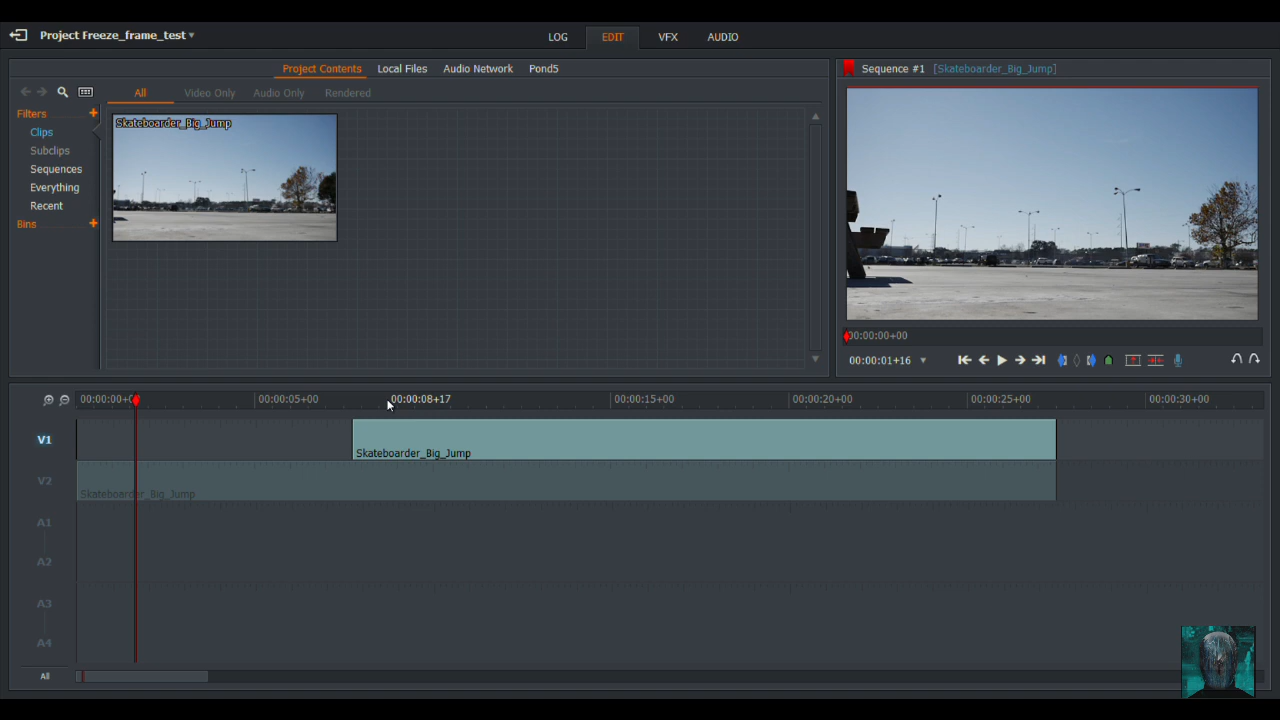 Project Freeze_frame_test
LOG
EDIT
VFX
AUDIO
Project Contents
Local Files
Audio Network
Pond5
Sequence #1 [Skateboarder_Big_Jump]
All
Video Only
Audio Only
Rendered
Filters
Clips
Subclips
Sequences
Everything
Recent
Bins
Skateboarder_Big_Jump
00:00:00+00
00:00:01+16
00:00:00+0
00:00:05+00
00:00:08+17
00:00:15+00
00:00:20+00
00:00:25+00
00:00:30+00
V1
Skateboarder_Big_Jump
V2
Skateboarder_Big_Jump
A1
A2
A3
A4
All